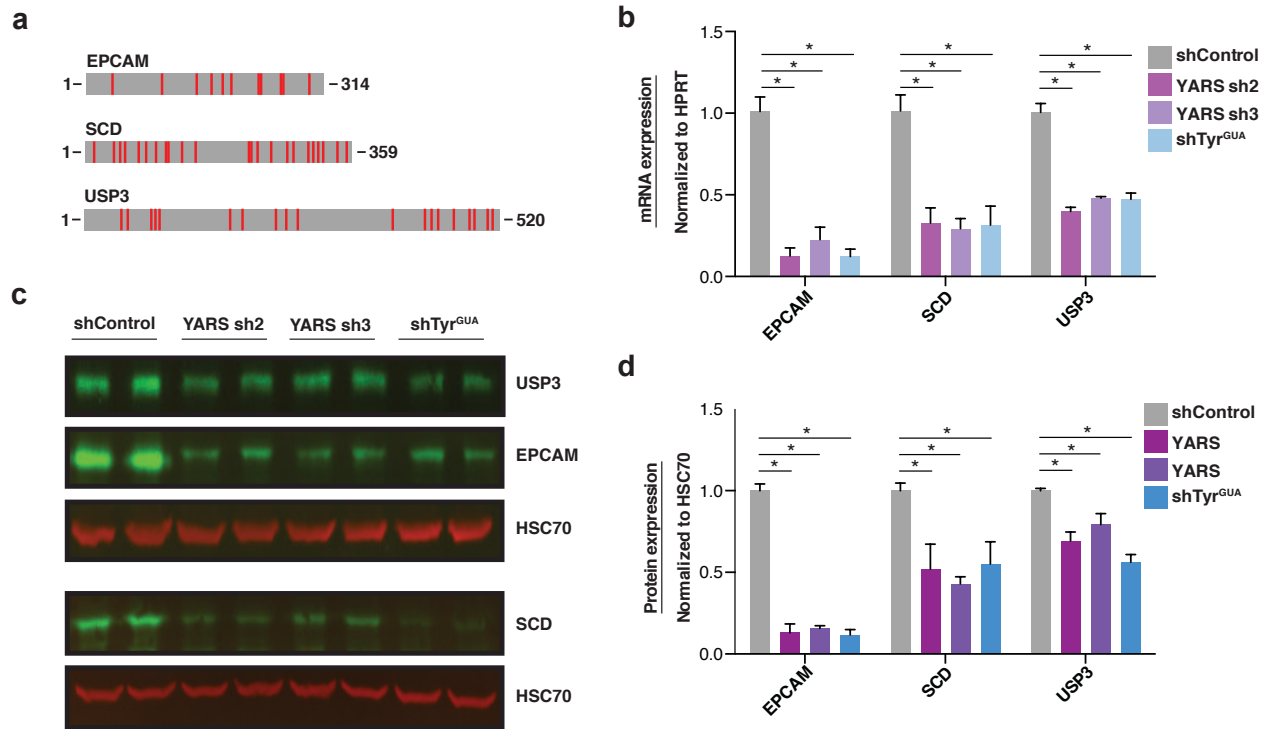 a
EPCAM
1– –314
SCD
1– –359
USP3
1– –520
b
mRNA exrpression
Normalized to HPRT
1.5
1.0
0.5
0.0
* * *
* * *
* * *
EPCAM
SCD
USP3
shControl
YARS sh2
YARS sh3
shTyrGUA
c
shControl YARS sh2 YARS sh3 shTyrGUA
USP3
EPCAM
HSC70
SCD
HSC70
d
Protein exrpression
Normalized to HSC70
1.5
1.0
0.5
0.0
* * *
* * *
* * *
EPCAM
SCD
USP3
shControl
YARS
YARS
shTyrGUA